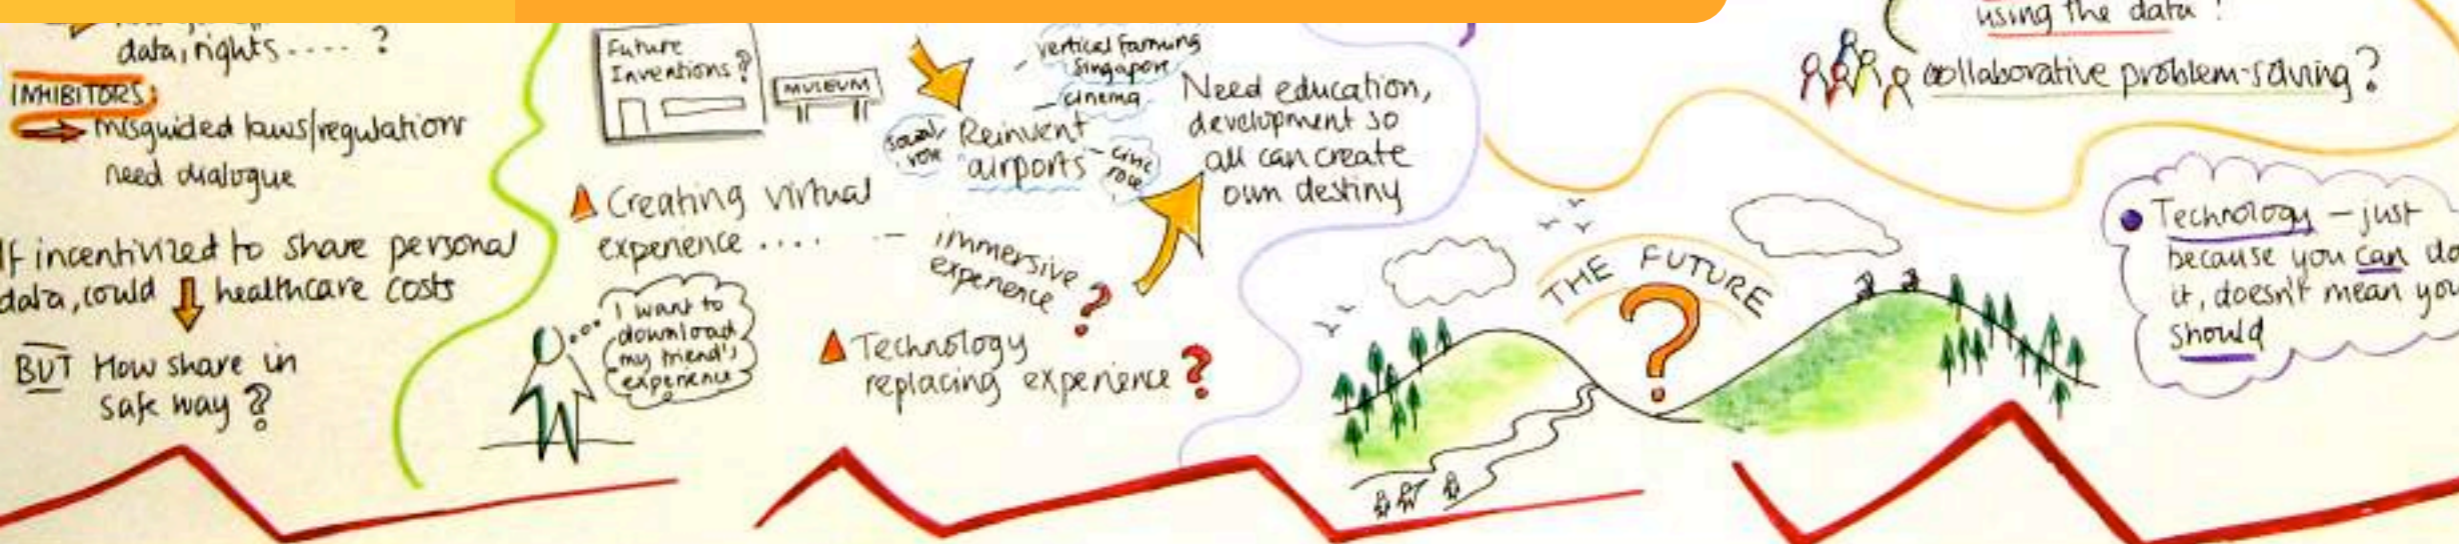 data, rights ..... ?
INHIBITORS:
misguided laws/regulation
need dialogue
If incentivized to share personal
data, could healthcare costs
BUT How share in
safe way?
Future
Inventions?
MUSEUM
Creating virtual
experience ....
I want to
download
my friend's
experience
vertical farming
Singapore
cinema
social
role
Reinvent
airports
civic
role
immersive
experience ?
Technology
replacing experience ?
Need education,
development so
all can create
own destiny
THE FUTURE
?
using the data
collaborative problem-solving?
Technology - just
because you can do
it, doesn't mean you
should